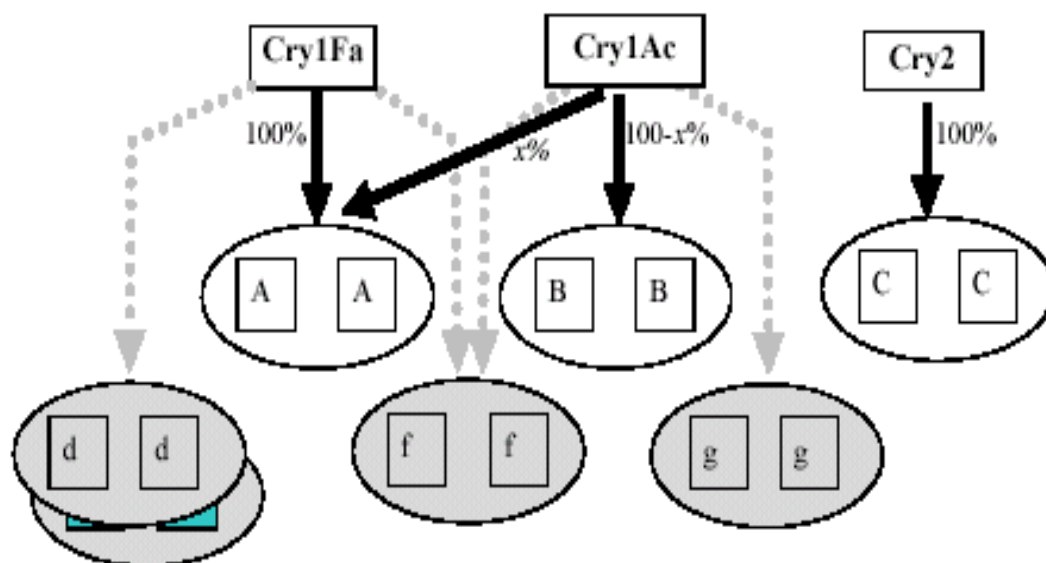 Cry1Fa
Cry1Ac
Cry2
100%
x%
100-x%
100%
A A
B B
C C
d d
f f
g g